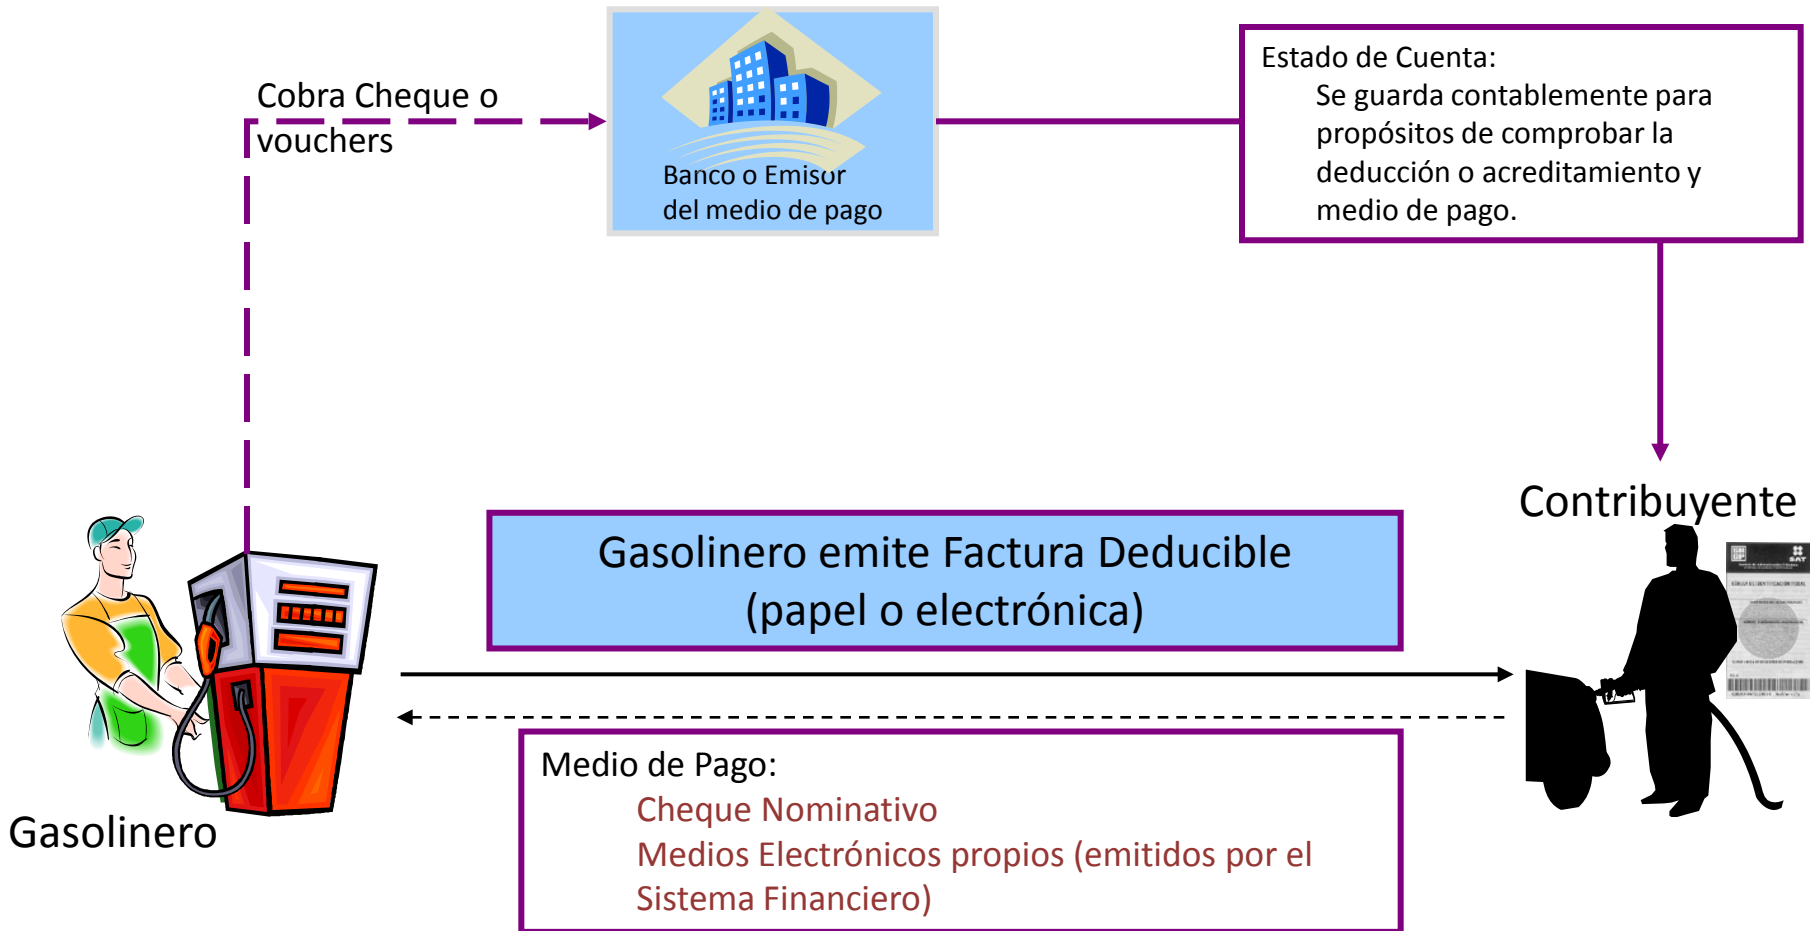 Cobra Cheque o
vouchers
Banco o Emisor
del medio de pago
Estado de Cuenta:
Se guarda contablemente para
propósitos de comprobar la
deducción o acreditamiento y
medio de pago.
Contribuyente
SAT
Gasolinero emite Factura Deducible
(papel o electrónica)
Medio de Pago:
Cheque Nominativo
Medios Electrónicos propios (emitidos por el
Sistema Financiero)
Gasolinero